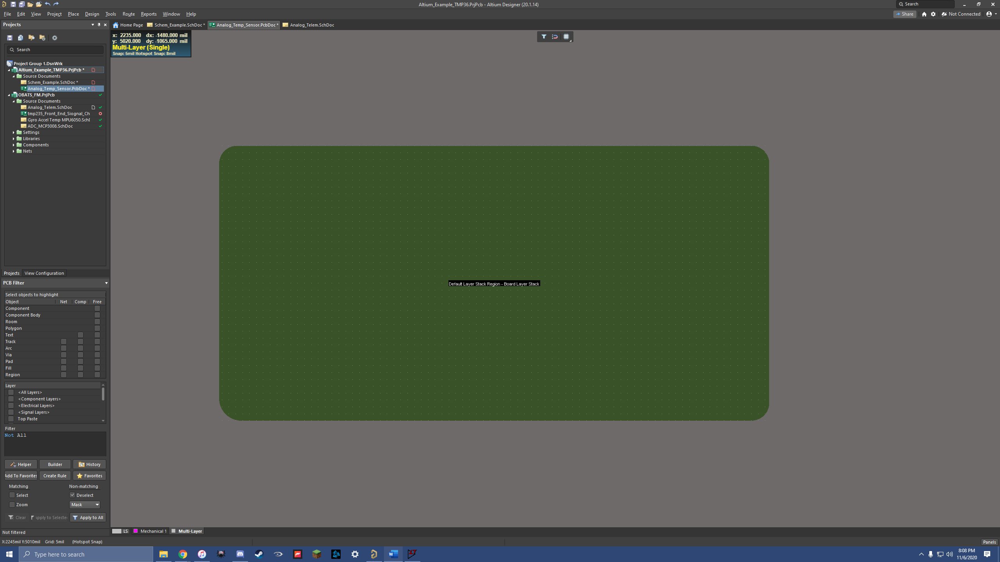 Altium_Example_TMP36.PrjPcb - Altium Designer (20.1.14)
Search
File Edit View Project Place Design Tools Route Reports Window Help
Share
Not Connected
Projects
Home Page
Schem_Example.SchDoc *
Analog_Temp_Sensor.PcbDoc *
Analog_Telem.SchDoc
x: 2235.000 dx: -1480.000 mil
y: 5020.000 dy: -1065.000 mil
Multi-Layer (Single)
Snap: 5mil Hotspot Snap: 8mil
Search
Project Group 1.DsnWrk
Altium_Example_TMP36.PrjPcb *
Source Documents
Schem_Example.SchDoc *
Analog_Temp_Sensor.PcbDoc *
OBATS_FM.PrjPcb
Source Documents
Analog_Telem.SchDoc
tmp235_Front_End_Siognal_Ch
Gyro Accel Temp MPU6050.Sch
ADC_MCP3008.SchDoc
Settings
Libraries
Components
Nets
Default Layer Stack Region - Board Layer Stack
Projects View Configuration
PCB Filter
Select objects to highlight
Object Net Comp Free
Component
Component Body
Room
Polygon
Text
Track
Arc
Via
Pad
Fill
Region
Layer
<All Layers>
<Component Layers>
<Electrical Layers>
<Signal Layers>
Top Paste
Filter
Not All
Helper Builder History
Add To Favorites Create Rule Favorites
Matching Non-matching
Select Deselect
Zoom Mask
Clear Apply to Selected Apply to All
Not filtered
LS Mechanical 1 Multi-Layer
X:2245mil Y:5010mil Grid: 5mil (Hotspot Snap)
Panels
Type here to search
8:08 PM
11/6/2020